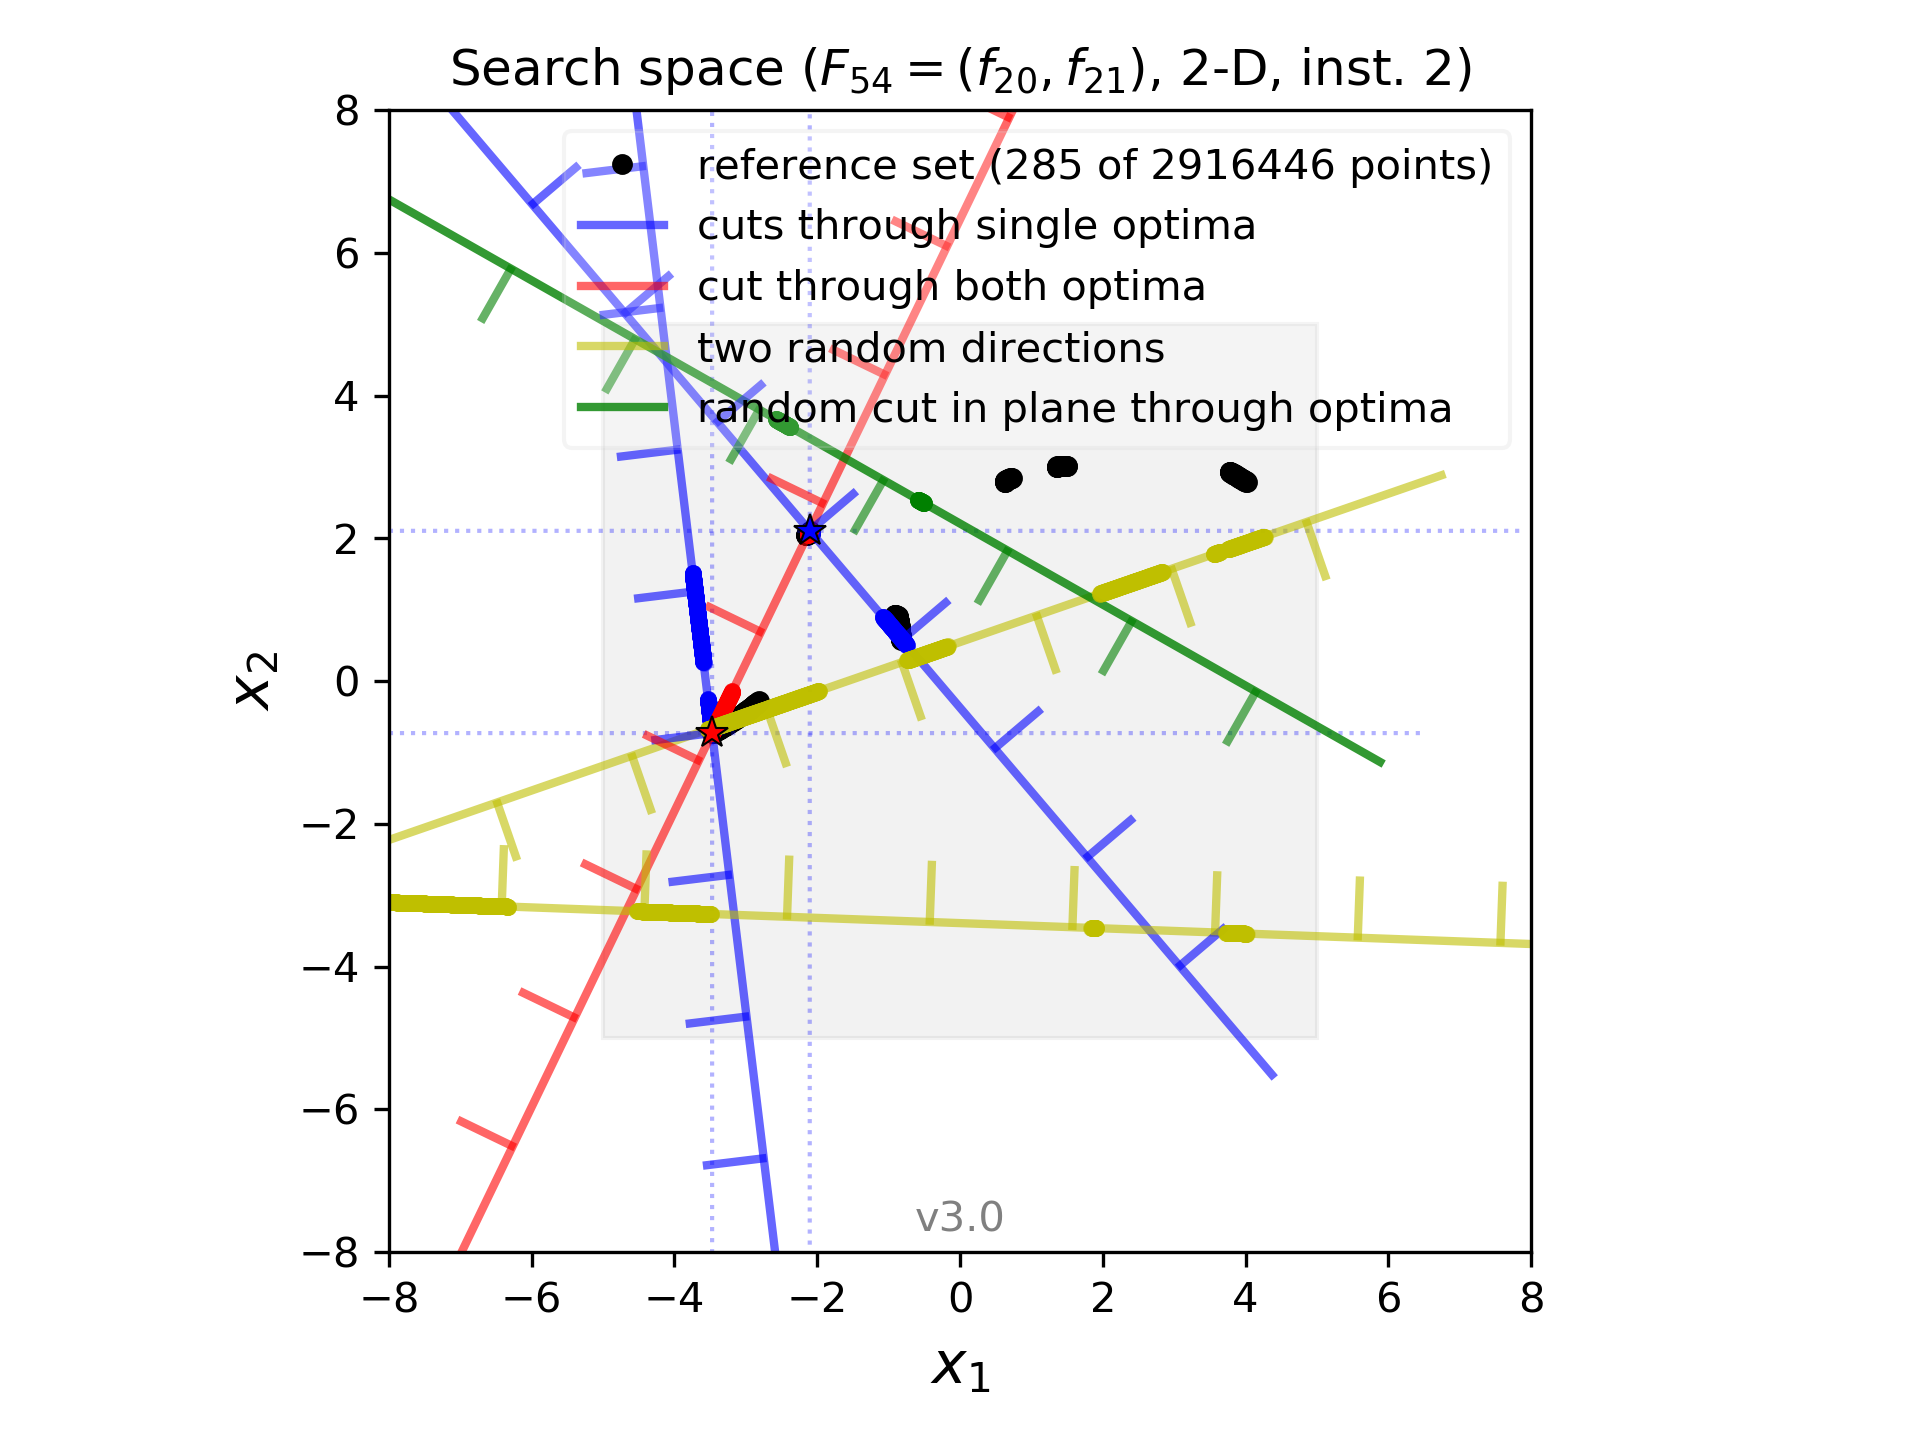 Search space (F54 = (f20, f21), 2-D, inst. 2)
reference set (285 of 2916446 points)
cuts through single optima
cut through both optima
two random directions
random cut in plane through optima
8
6
4
2
0
−2
−4
−6
−8
x2
v3.0
−8 −6 −4 −2 0 2 4 6 8
x1